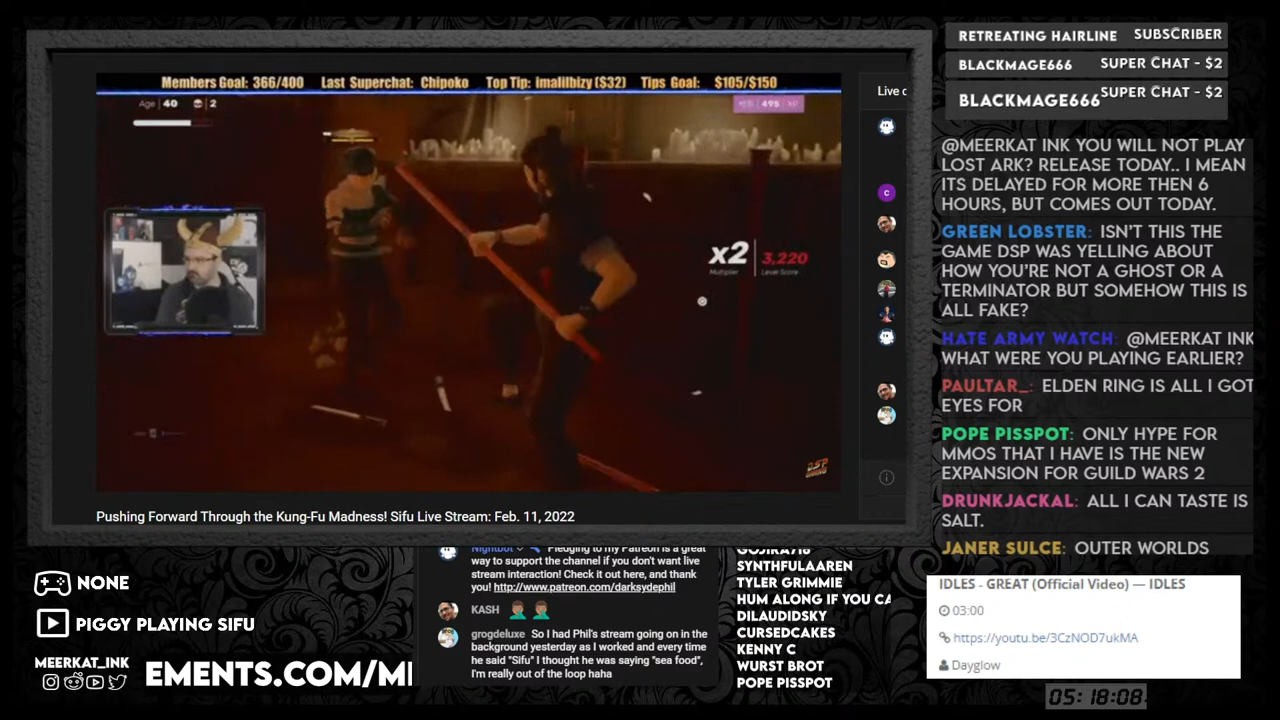 Members Goal: 366/400 Last Superchat: Chipoko Top Tip: imalilbizy ($32) Tips Goal: $105/$150
Age 40 2
495
x2 3,220
Multiplier Level Score
DSP
Pushing Forward Through the Kung-Fu Madness! Sifu Live Stream: Feb. 11, 2022
Live c
C
RETREATING HAIRLINE SUBSCRIBER
BLACKMAGE666 SUPER CHAT - $2
BLACKMAGE666 SUPER CHAT - $2
@MEERKAT INK YOU WILL NOT PLAY
LOST ARK? RELEASE TODAY.. I MEAN
ITS DELAYED FOR MORE THEN 6
HOURS, BUT COMES OUT TODAY.
GREEN LOBSTER: ISN'T THIS THE
GAME DSP WAS YELLING ABOUT
HOW YOU'RE NOT A GHOST OR A
TERMINATOR BUT SOMEHOW THIS IS
ALL FAKE?
HATE ARMY WATCH: @MEERKAT INK
WHAT WERE YOU PLAYING EARLIER?
PAULTAR_: ELDEN RING IS ALL I GOT
EYES FOR
POPE PISSPOT: ONLY HYPE FOR
MMOS THAT I HAVE IS THE NEW
EXPANSION FOR GUILD WARS 2
DRUNKJACKAL: ALL I CAN TASTE IS
SALT.
JANER SULCE: OUTER WORLDS
NONE
PIGGY PLAYING SIFU
MEERKAT_INK
EMENTS.COM/MI
Nightbot Pledging to my Patreon is a great
way to support the channel if you don't want live
stream interaction! Check it out here, and thank
you! http://www.patreon.com/darksydephil
KASH
grogdeluxe So I had Phil's stream going on in the
background yesterday as I worked and every time
he said "Sifu" I thought he was saying "sea food",
I'm really out of the loop haha
GOJIRA718
SYNTHFULAAREN
TYLER GRIMMIE
HUM ALONG IF YOU CA
DILAUDIDSKY
CURSEDCAKES
KENNY C
WURST BROT
POPE PISSPOT
IDLES - GREAT (Official Video) — IDLES
03:00
https://youtu.be/3CzNOD7ukMA
Dayglow
05:18:08